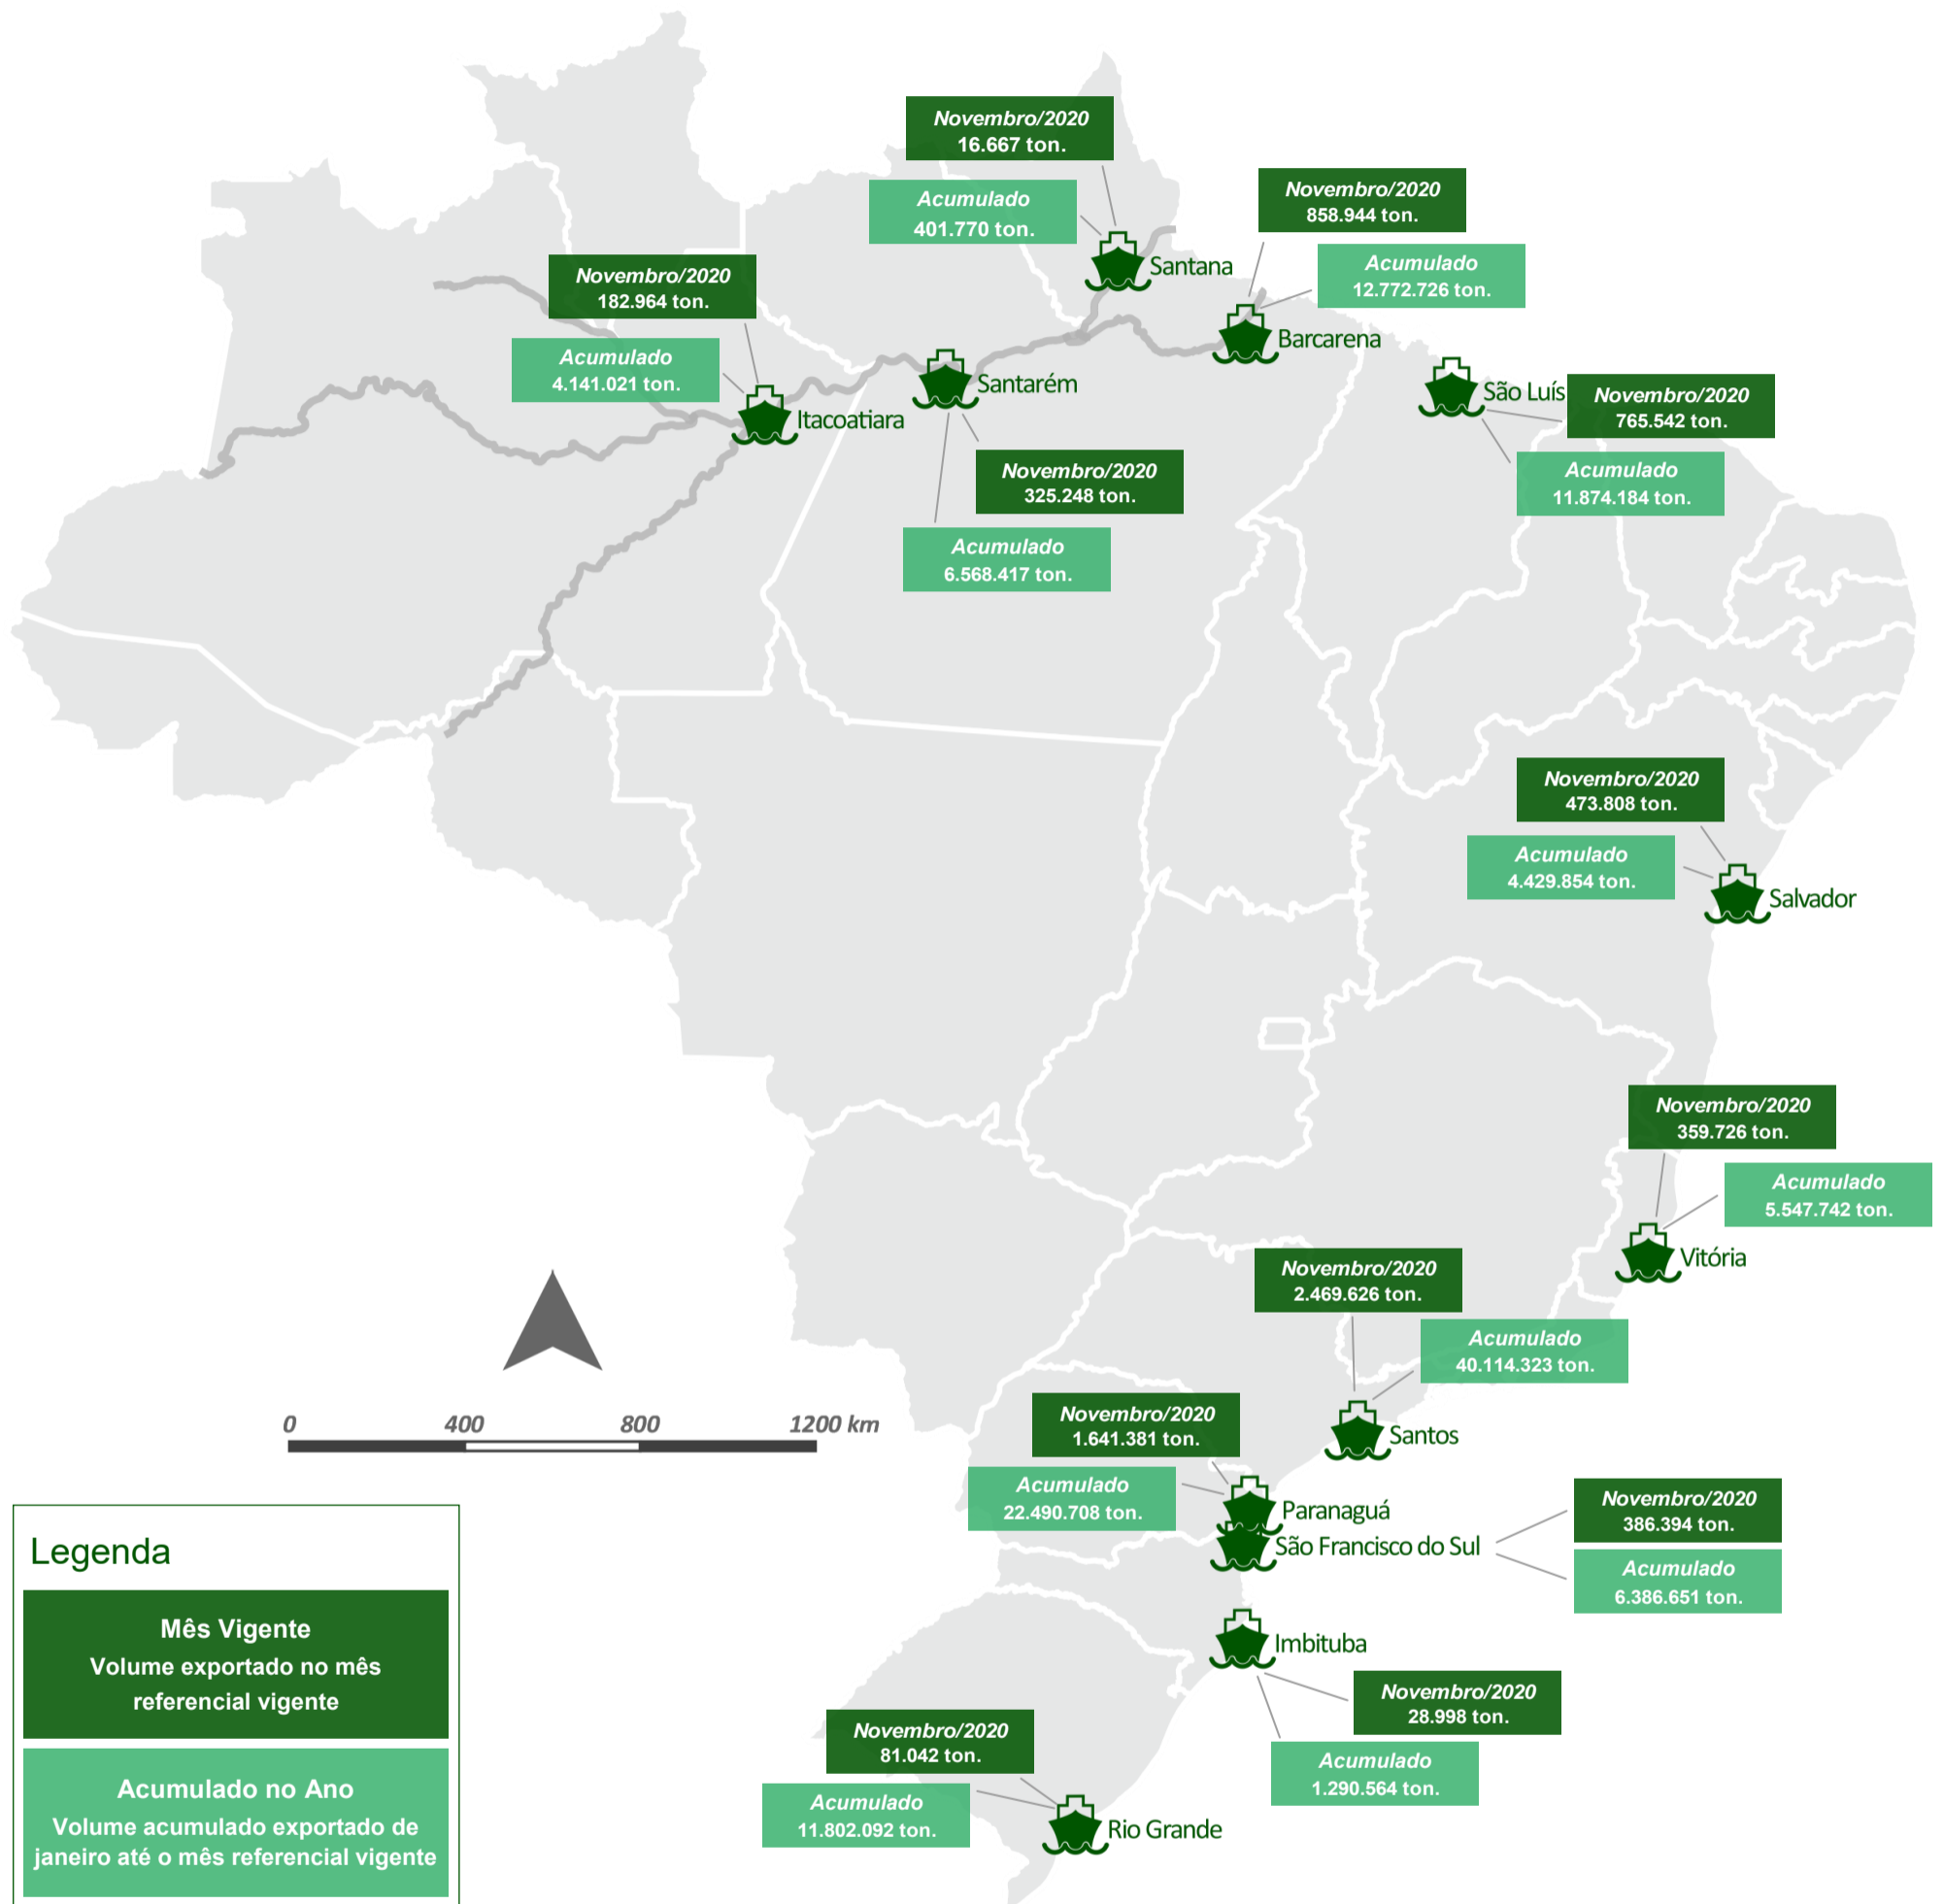 Novembro/2020
16.667 ton.
Acumulado
401.770 ton.
Santana
Novembro/2020
858.944 ton.
Acumulado
12.772.726 ton.
Barcarena
Novembro/2020
182.964 ton.
Acumulado
4.141.021 ton.
Itacoatiara
Santarém
Novembro/2020
325.248 ton.
Acumulado
6.568.417 ton.
São Luís
Novembro/2020
765.542 ton.
Acumulado
11.874.184 ton.
Novembro/2020
473.808 ton.
Acumulado
4.429.854 ton.
Salvador
Novembro/2020
359.726 ton.
Acumulado
5.547.742 ton.
Vitória
Novembro/2020
2.469.626 ton.
Acumulado
40.114.323 ton.
Santos
Novembro/2020
1.641.381 ton.
Acumulado
22.490.708 ton.
Paranaguá
São Francisco do Sul
Novembro/2020
386.394 ton.
Acumulado
6.386.651 ton.
Imbituba
Novembro/2020
28.998 ton.
Acumulado
1.290.564 ton.
Novembro/2020
81.042 ton.
Acumulado
11.802.092 ton.
Rio Grande
0 400 800 1200 km
Legenda
Mês Vigente
Volume exportado no mês
referencial vigente
Acumulado no Ano
Volume acumulado exportado de
janeiro até o mês referencial vigente